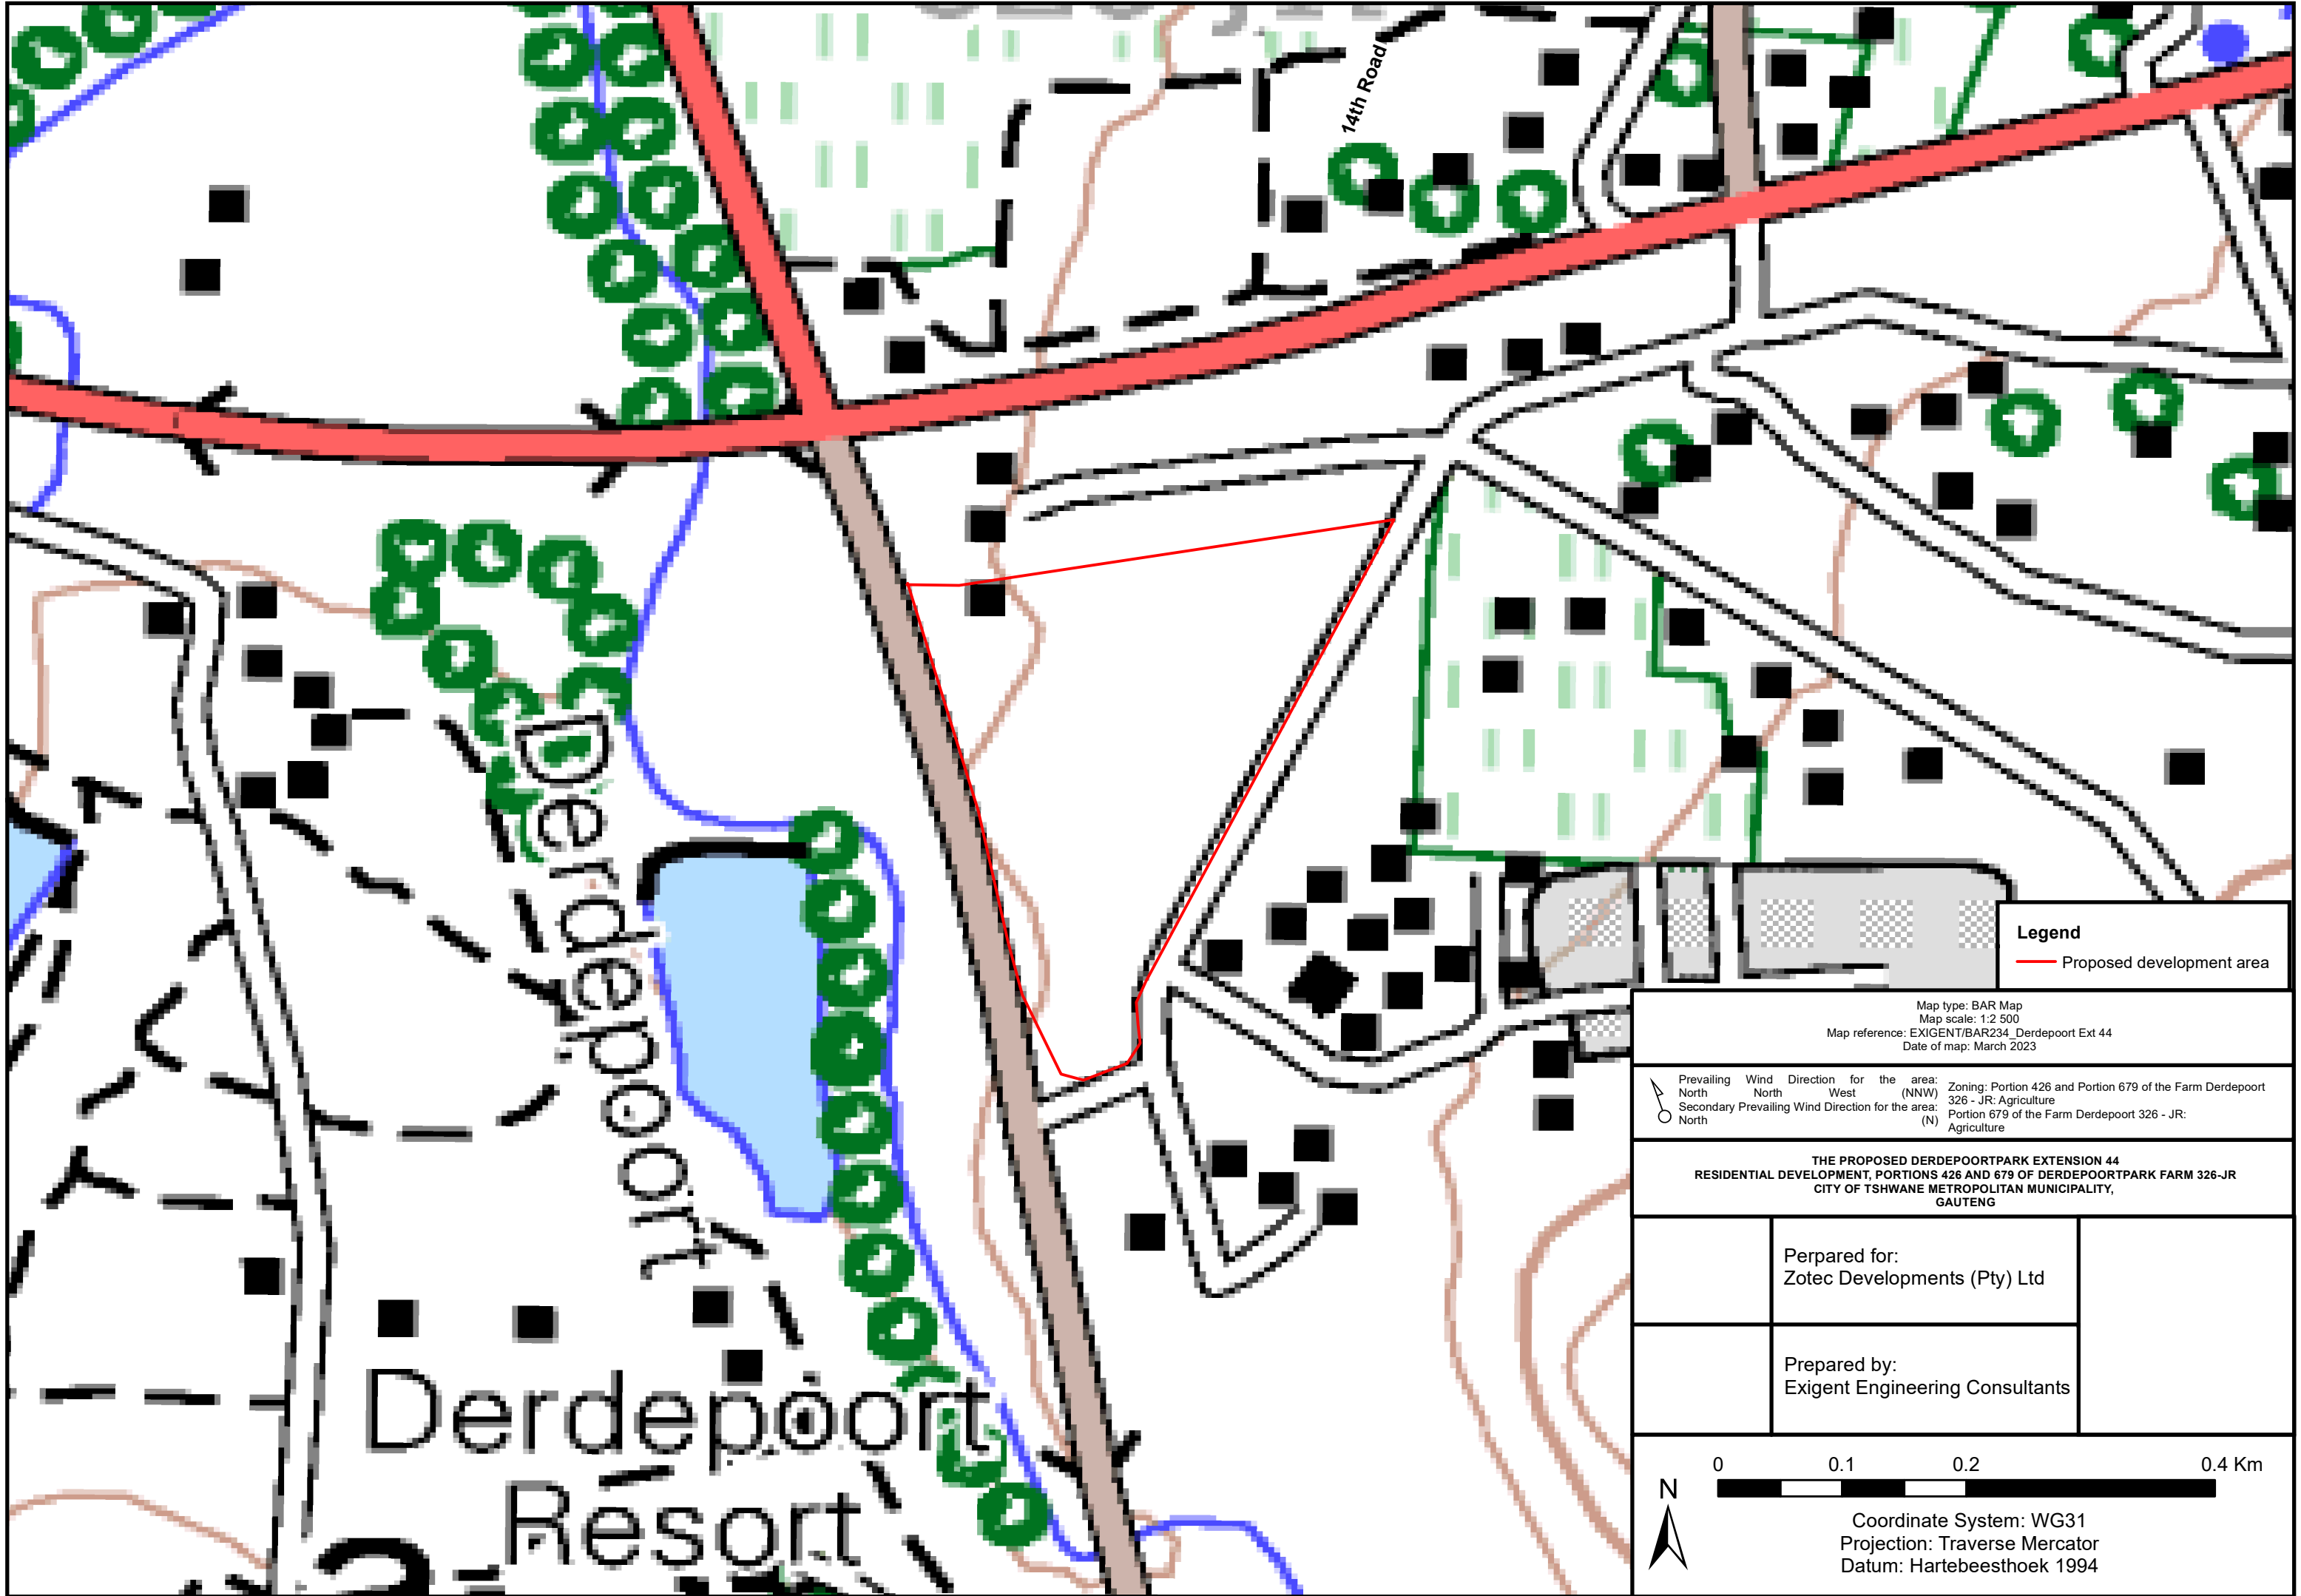 14th Road
Derdepoort
Derdepoort
Resort
Legend
Proposed development area
Map type: BAR Map
Map scale: 1:2 500
Map reference: EXIGENT/BAR234_Derdepoort Ext 44
Date of map: March 2023
Prevailing Wind Direction for the area:
North North West (NNW)
Secondary Prevailing Wind Direction for the area:
North (N)
Zoning: Portion 426 and Portion 679 of the Farm Derdepoort
326 - JR: Agriculture
Portion 679 of the Farm Derdepoort 326 - JR:
Agriculture
THE PROPOSED DERDEPOORTPARK EXTENSION 44
RESIDENTIAL DEVELOPMENT, PORTIONS 426 AND 679 OF DERDEPOORTPARK FARM 326-JR
CITY OF TSHWANE METROPOLITAN MUNICIPALITY,
GAUTENG
Perpared for:
Zotec Developments (Pty) Ltd
Prepared by:
Exigent Engineering Consultants
0 0.1 0.2 0.4 Km
N
Coordinate System: WG31
Projection: Traverse Mercator
Datum: Hartebeesthoek 1994